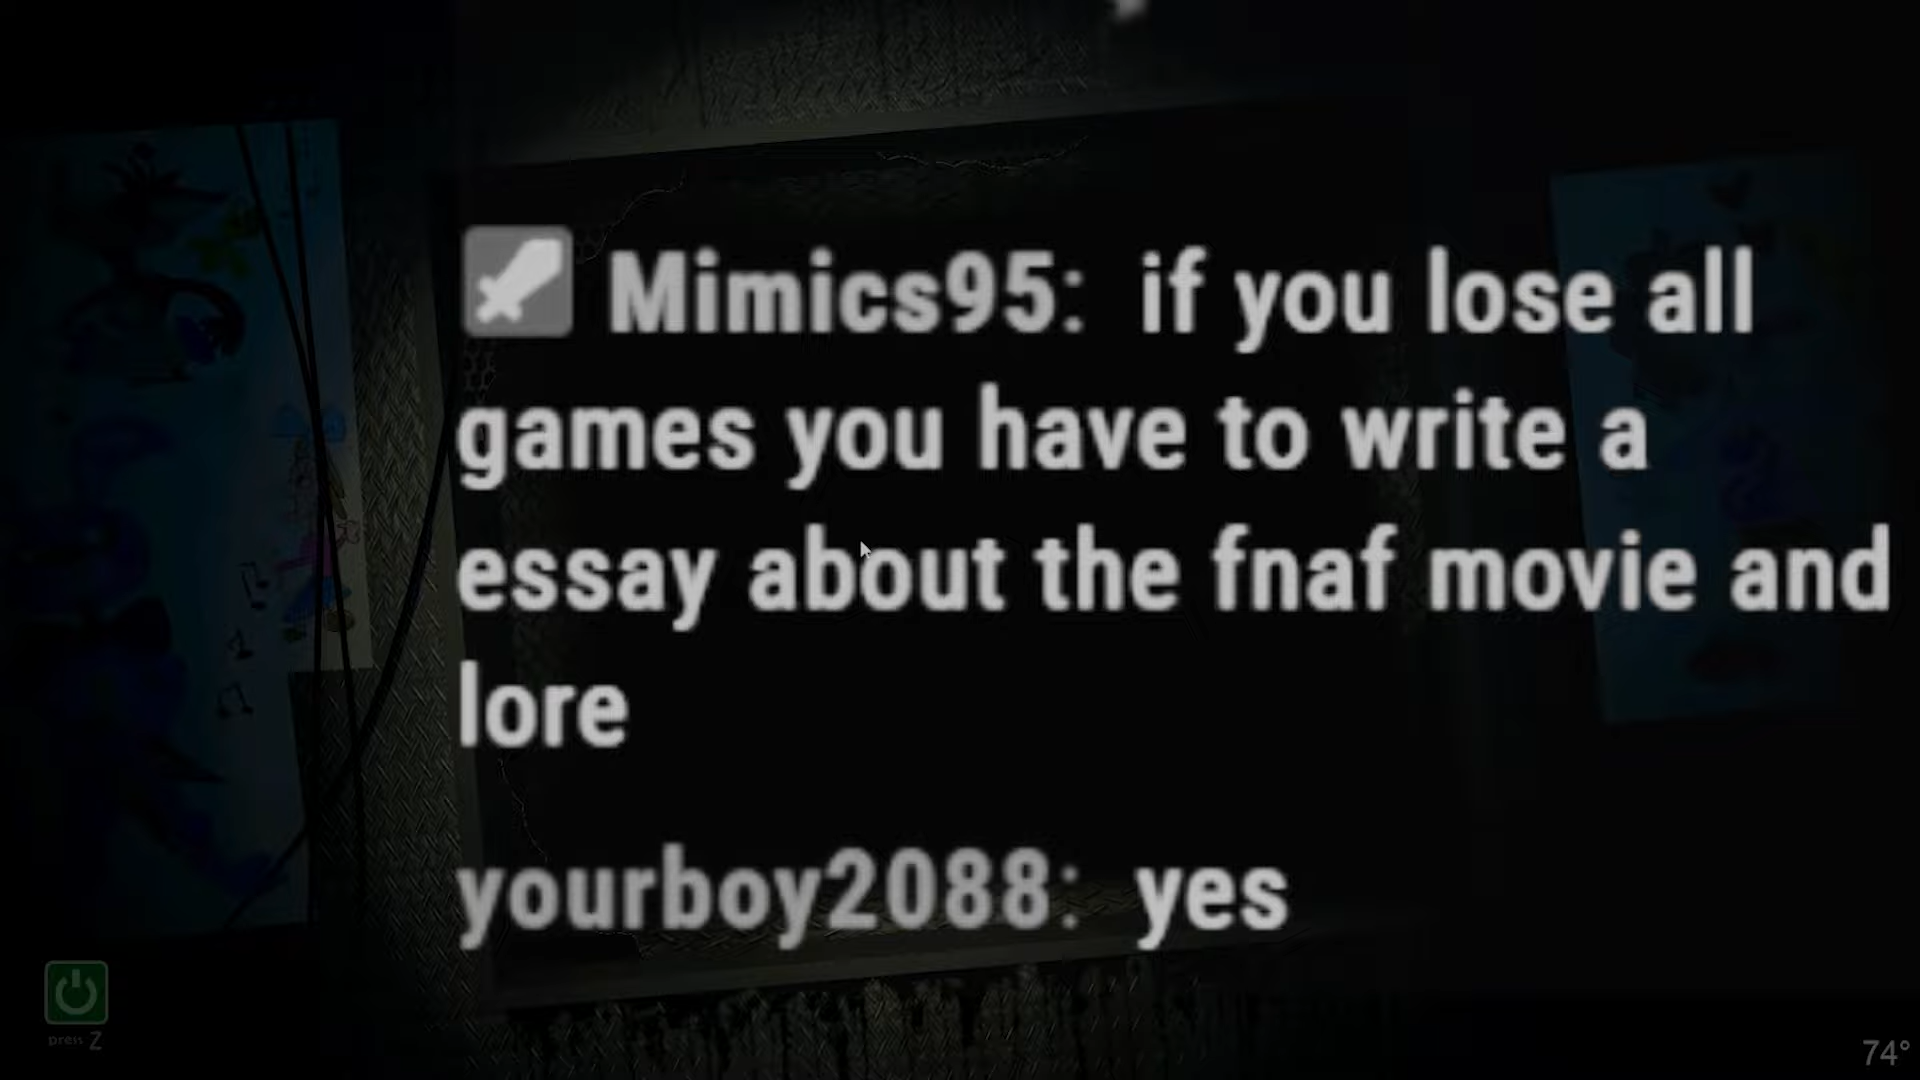 Mimics95: if you lose all
games you have to write a
essay about the fnaf movie and
lore
yourboy2088: yes
press Z
74°